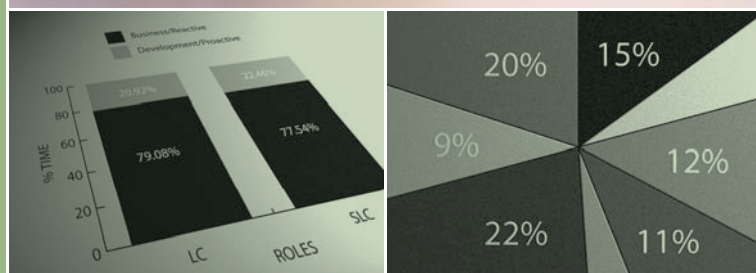 Business/Reactive
Development/Proactive
100
80
60
40
20
0
% TIME
20.92%
22.46%
79.08%
77.54%
LC
ROLES
SLC
20%
15%
9%
12%
22%
11%